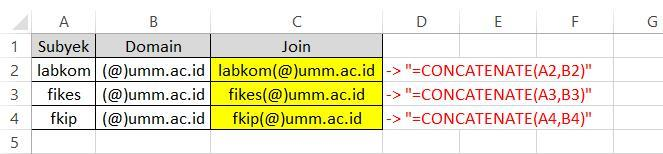 A B C D E F G
1 Subyek Domain Join
2 labkom (@)umm.ac.id labkom(@)umm.ac.id -> "=CONCATENATE(A2,B2)"
3 fikes (@)umm.ac.id fikes(@)umm.ac.id -> "=CONCATENATE(A3,B3)"
4 fkip (@)umm.ac.id fkip(@)umm.ac.id -> "=CONCATENATE(A4,B4)"
5